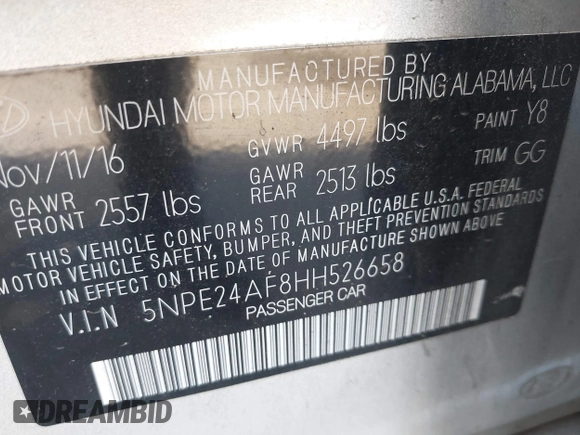 MANUFACTURED BY
HYUNDAI MOTOR MANUFACTURING ALABAMA, LLC
Nov/11/16
GVWR 4497 lbs
PAINT Y8
GAWR FRONT 2557 lbs
GAWR REAR 2513 lbs
TRIM GG
THIS VEHICLE CONFORMS TO ALL APPLICABLE U.S.A. FEDERAL
MOTOR VEHICLE SAFETY, BUMPER, AND THEFT PREVENTION STANDARDS
IN EFFECT ON THE DATE OF MANUFACTURE SHOWN ABOVE.
V.I.N 5NPE24AF8HH526658
PASSENGER CAR
DREAMBID